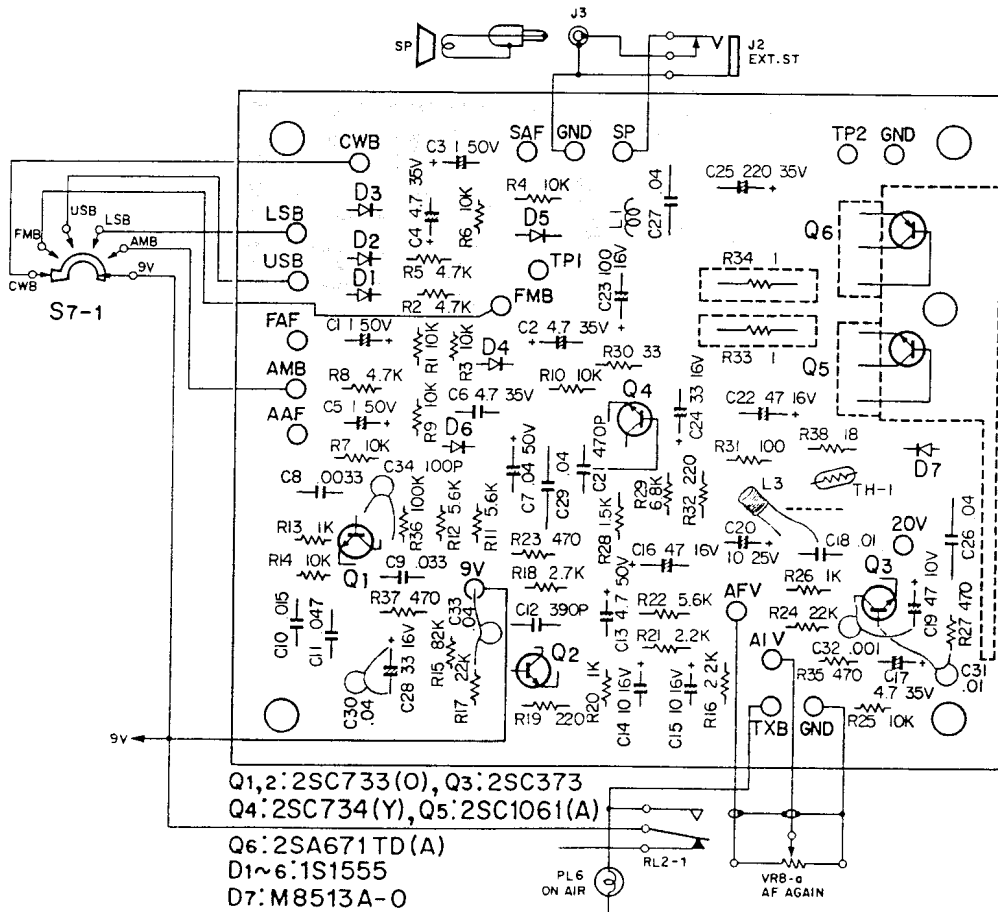 J3
SP
J2
EXT.ST
CWB
C3 1 50V
SAF GND SP
TP2 GND
C25 220 35V
D3
C4 4.7 35V
R6 10K
R4 10K
D5
L1
C27 .04
Q6
USB
LSB
FMB
AMB
9V
CWB
S7-1
LSB
D2
TP1
R5 4.7K
C23 100 16V
R34 1
USB
D1
R2 4.7K
FMB
FAF
C1 1 50V
R1 10K
R3 10K
C2 4.7 35V
R33 1
D4
R30 33
Q5
AMB
R8 4.7K
R10 10K
Q4
C24 33 16V
C22 47 16V
C5 1 50V
R9 10K
C6 4.7 35V
AAF
D6
R7 10K
R31 100
R38 18
D7
C8 .0033
C34 100P
C7 .04 50V
C29 .04
C21 470P
R29 6.8K
R32 220
L3
TH-1
R36 100K
R12 5.6K
R11 5.6K
R28 1.5K
R13 1K
C20
10 25V
C18 .01
20V
C26 .04
R23 470
R14 10K
Q1
C9 .033
9V
R18 2.7K
C16 47 16V
R26 1K
Q3
AFV
C10 .015
C11 .047
R37 470
C33 .04
C12 390P
C13 4.7 50V
R22 5.6K
R24 22K
C19 47 10V
R27 470
C28 33 16V
R15 82K
R17 22K
R21 2.2K
A1V
C32 .001
C30 .04
Q2
R20 1K
C14 10 16V
C15 10 16V
R16 2.2K
R35 470
C17
4.7 35V
C31
.01
R19 220
TXB GND
R25 10K
9V
Q1,2:2SC733(O), Q3:2SC373
Q4:2SC734(Y), Q5:2SC1061(A)
Q6:2SA671TD(A)
D1~6:1S1555
D7:M8513A-O
RL2-1
PL6
ON AIR
VR8-a
AF AGAIN